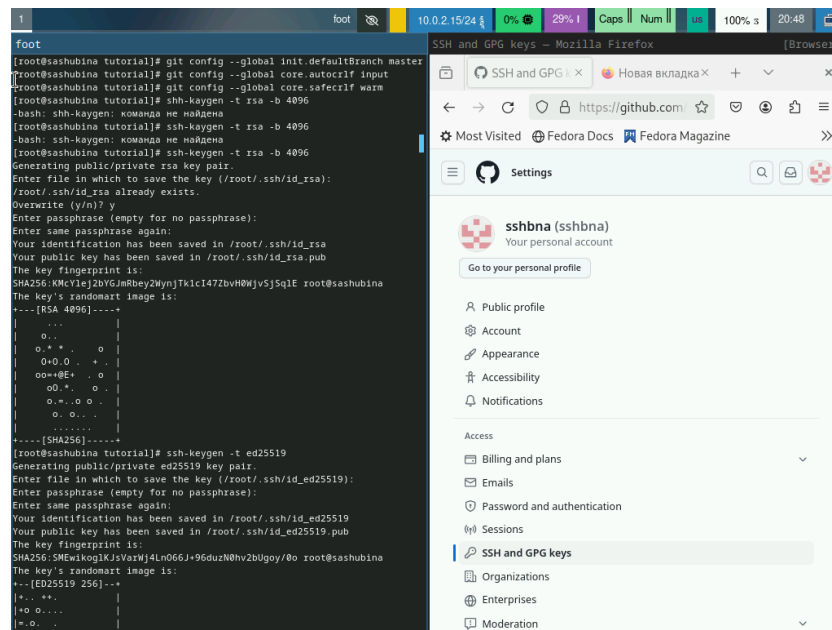 1 foot 10.0.2.15/24 0% 29% Caps Num us 100% 20:48
foot
[root@sashubina tutorial]# git config --global init.defaultBranch master
[root@sashubina tutorial]# git config --global core.autocrlf input
[root@sashubina tutorial]# git config --global core.safecrlf warm
[root@sashubina tutorial]# shh-kaygen -t rsa -b 4096
-bash: shh-kaygen: команда не найдена
[root@sashubina tutorial]# ssh-kaygen -t rsa -b 4096
-bash: ssh-kaygen: команда не найдена
[root@sashubina tutorial]# ssh-keygen -t rsa -b 4096
Generating public/private rsa key pair.
Enter file in which to save the key (/root/.ssh/id_rsa):
/root/.ssh/id_rsa already exists.
Overwrite (y/n)? y
Enter passphrase (empty for no passphrase):
Enter same passphrase again:
Your identification has been saved in /root/.ssh/id_rsa
Your public key has been saved in /root/.ssh/id_rsa.pub
The key fingerprint is:
SHA256:KMcY1ej2bYGJmRbey2WynjTk1cI47ZbvH0WjvSjSqlE root@sashubina
The key's randomart image is:
+---[RSA 4096]----+
|     ...         |
|    o..          |
|   o.* * .    o  |
|    O+O.O .  + . |
|   oo=+@E+  . o  |
|     oO.*.   o . |
|     o.=..o o .  |
|      o. o.. .   |
|      .......    |
+----[SHA256]-----+
[root@sashubina tutorial]# ssh-keygen -t ed25519
Generating public/private ed25519 key pair.
Enter file in which to save the key (/root/.ssh/id_ed25519):
Enter passphrase (empty for no passphrase):
Enter same passphrase again:
Your identification has been saved in /root/.ssh/id_ed25519
Your public key has been saved in /root/.ssh/id_ed25519.pub
The key fingerprint is:
SHA256:SMEwikoglKJsVarWj4LnO66J+96duzN0hv2bUgoy/0o root@sashubina
The key's randomart image is:
+--[ED25519 256]--+
|+.. ++.          |
|+o o....         |
|=.o.  .          |
SSH and GPG keys — Mozilla Firefox [Browser
SSH and GPG k Новая вкладка
https://github.com/
Most Visited Fedora Docs Fedora Magazine
Settings
sshbna (sshbna)
Your personal account
Go to your personal profile
Public profile
Account
Appearance
Accessibility
Notifications
Access
Billing and plans
Emails
Password and authentication
Sessions
SSH and GPG keys
Organizations
Enterprises
Moderation